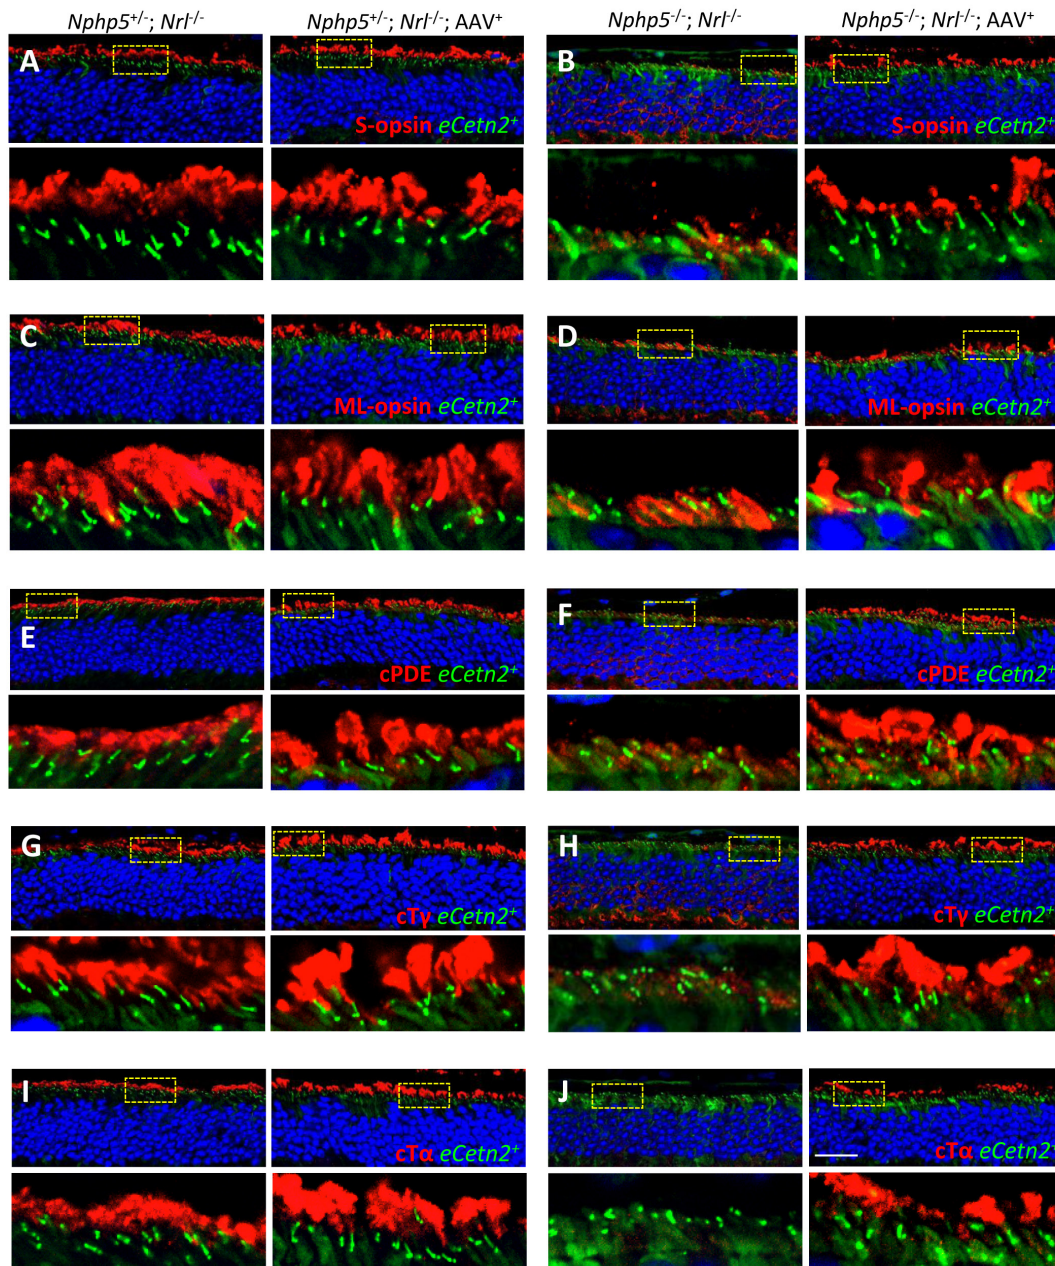 Nphp5+/-; Nrl-/-
Nphp5+/-; Nrl-/-; AAV+
Nphp5-/-; Nrl-/-
Nphp5-/-; Nrl-/-; AAV+
A
S-opsin eCetn2+
B
S-opsin eCetn2+
C
ML-opsin eCetn2+
D
ML-opsin eCetn2+
E
cPDE eCetn2+
F
cPDE eCetn2+
G
cTγ eCetn2+
H
cTγ eCetn2+
I
cTα eCetn2+
J
cTα eCetn2+